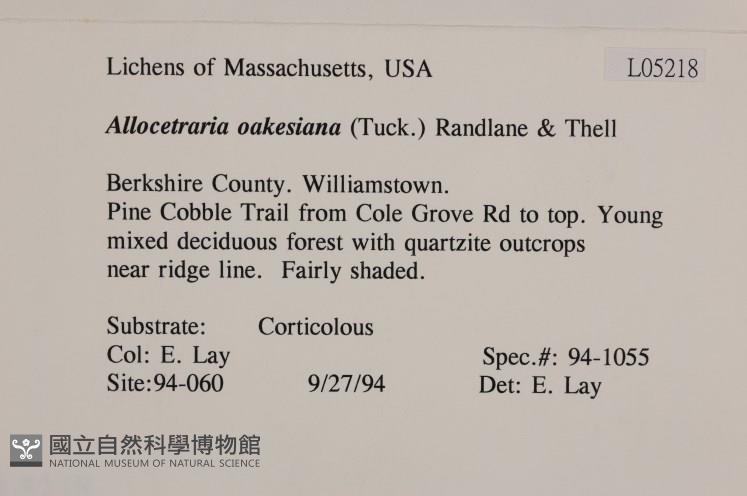 Lichens of Massachusetts, USA
L05218
Allocetraria oakesiana (Tuck.) Randlane & Thell
Berkshire County. Williamstown.
Pine Cobble Trail from Cole Grove Rd to top. Young
mixed deciduous forest with quartzite outcrops
near ridge line. Fairly shaded.
Substrate: Corticolous
Col: E. Lay Spec.#: 94-1055
Site:94-060 9/27/94 Det: E. Lay
國立自然科學博物館
NATIONAL MUSEUM OF NATURAL SCIENCE